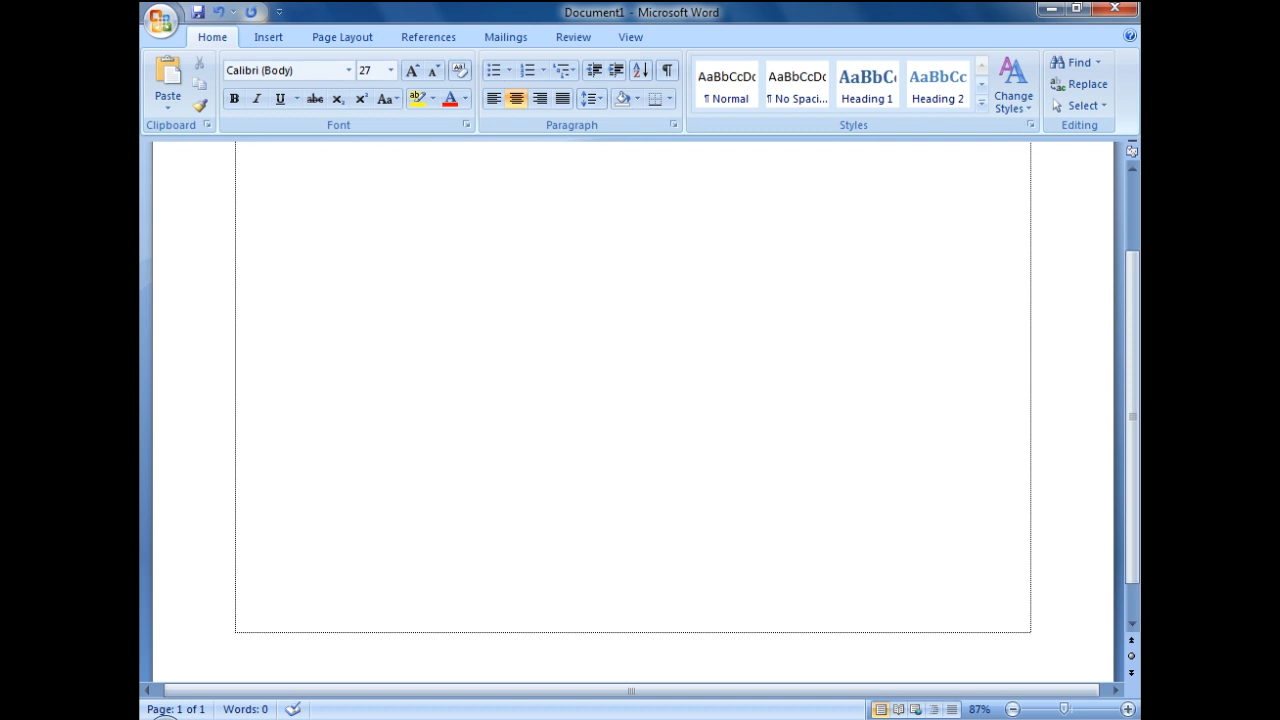 Document1 - Microsoft Word
Home Insert Page Layout References Mailings Review View
Paste
Clipboard
Calibri (Body) 27
B I U abc x₂ x² Aa ab A
Font
Paragraph
AaBbCcDc AaBbCcDc AaBbC AaBbCc
¶ Normal ¶ No Spaci... Heading 1 Heading 2
Change
Styles
Styles
Find
Replace
Select
Editing
Page: 1 of 1 Words: 0 87%